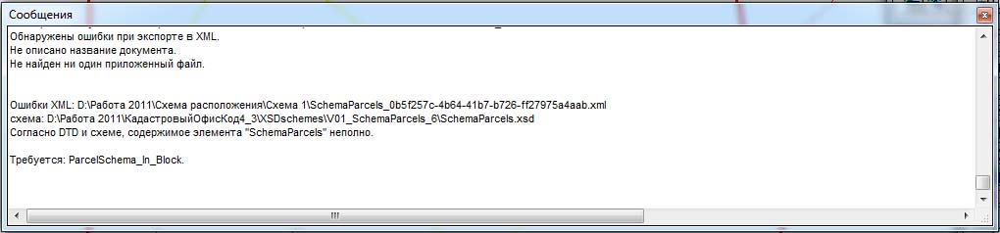 Сообщения
Обнаружены ошибки при экспорте в XML.
Не описано название документа.
Не найден ни один приложенный файл.
Ошибки XML: D:\Работа 2011\Схема расположения\Схема 1\SchemaParcels_0b5f257c-4b64-41b7-b726-ff27975a4aab.xml
схема: D:\Работа 2011\КадастровыйОфисКод4_3\XSDschemes\V01_SchemaParcels_6\SchemaParcels.xsd
Согласно DTD и схеме, содержимое элемента "SchemaParcels" неполно.
Требуется: ParcelSchema_In_Block.